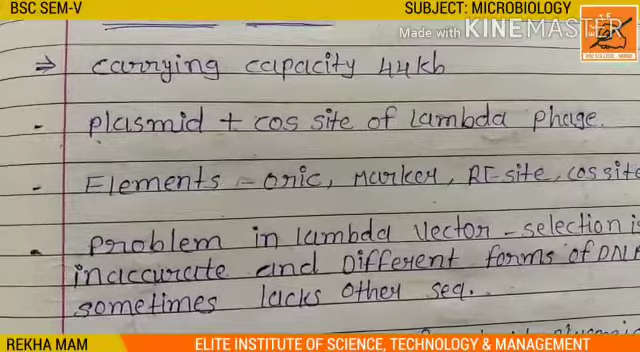 BSC SEM-V
SUBJECT: MICROBIOLOGY
Made with KINEMASTER
⇒ carrying capacity 44kb
- plasmid + cos site of lambda phage.
- Elements - oric, Marker, RE site, cos site
- problem in lambda vector - selection is
inaccurate and Different forms of DNA
sometimes lacks other seq.
REKHA MAM
ELITE INSTITUTE OF SCIENCE, TECHNOLOGY & MANAGEMENT